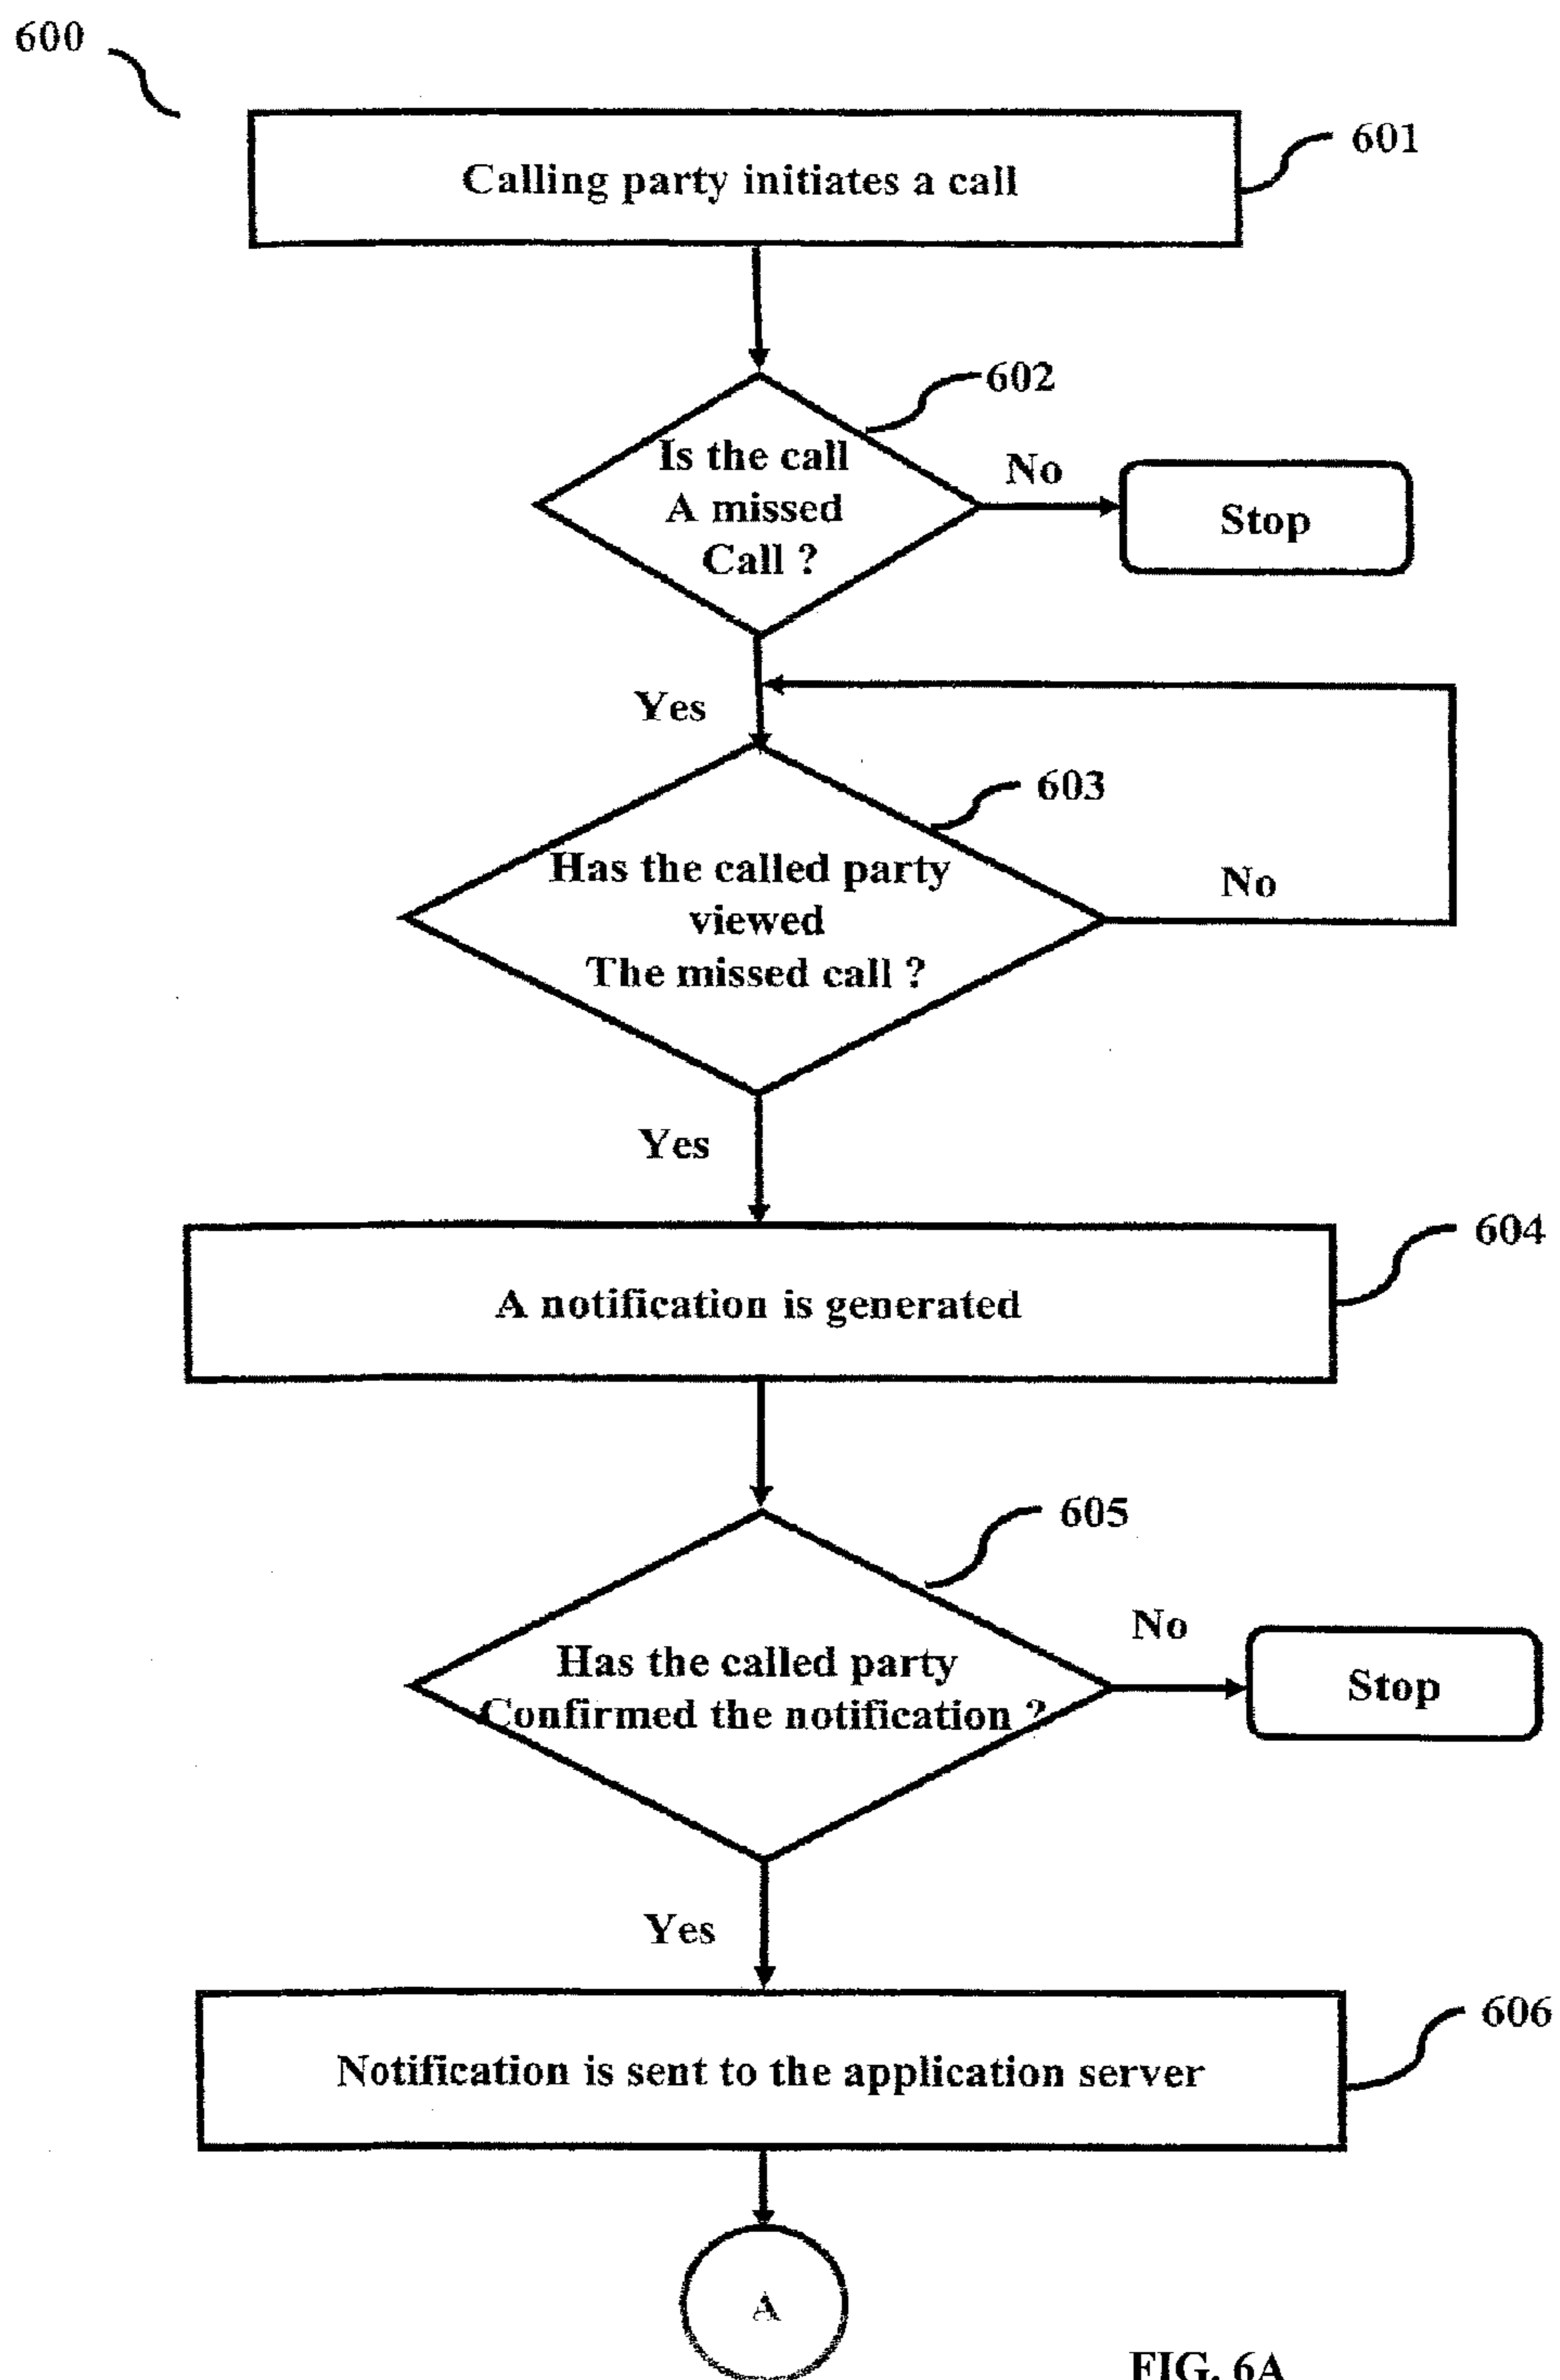 600
601
Calling party initiates a call
602
Is the call
A missed
Call ?
No
Stop
Yes
603
Has the called party
viewed
The missed call ?
No
Yes
604
A notification is generated
605
Has the called party
Confirmed the notification ?
No
Stop
Yes
606
Notification is sent to the application server
A
FIG. 6A